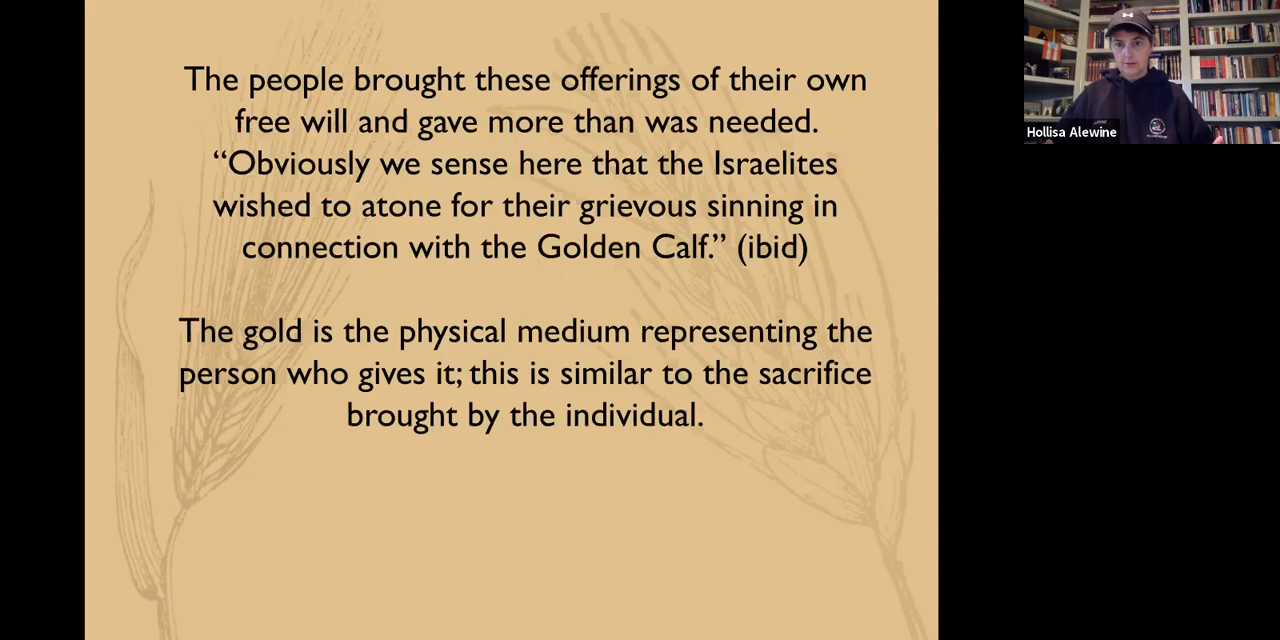 The people brought these offerings of their own
free will and gave more than was needed.
“Obviously we sense here that the Israelites
wished to atone for their grievous sinning in
connection with the Golden Calf.” (ibid)
The gold is the physical medium representing the
person who gives it; this is similar to the sacrifice
brought by the individual.
Hollisa Alewine